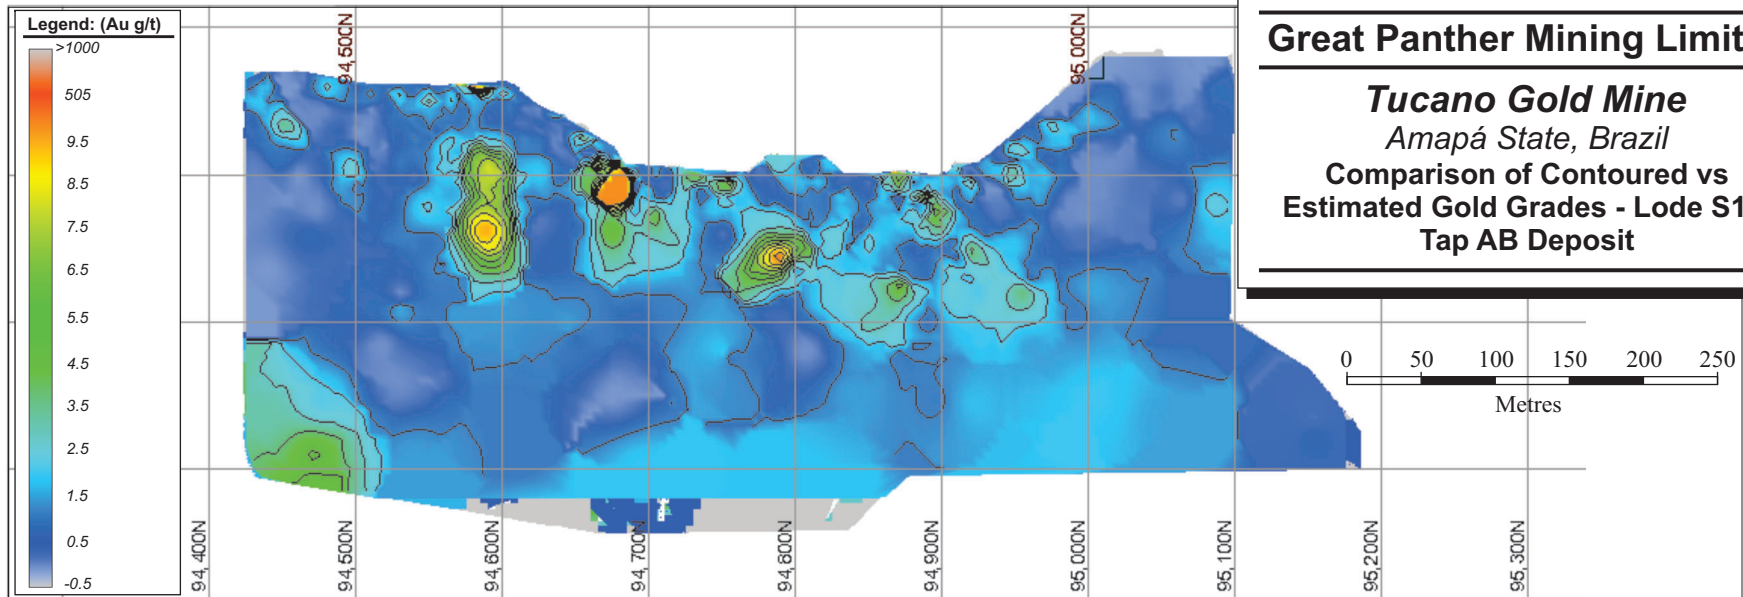 Legend: (Au g/t)
>1000
505
9.5
8.5
7.5
6.5
5.5
4.5
3.5
2.5
1.5
0.5
-0.5
94,500N
95,000N
Great Panther Mining Limit
Tucano Gold Mine
Amapá State, Brazil
Comparison of Contoured vs
Estimated Gold Grades - Lode S1
Tap AB Deposit
0 50 100 150 200 250
Metres
94,400N
94,500N
94,600N
94,700N
94,800N
94,900N
95,000N
95,100N
95,200N
95,300N